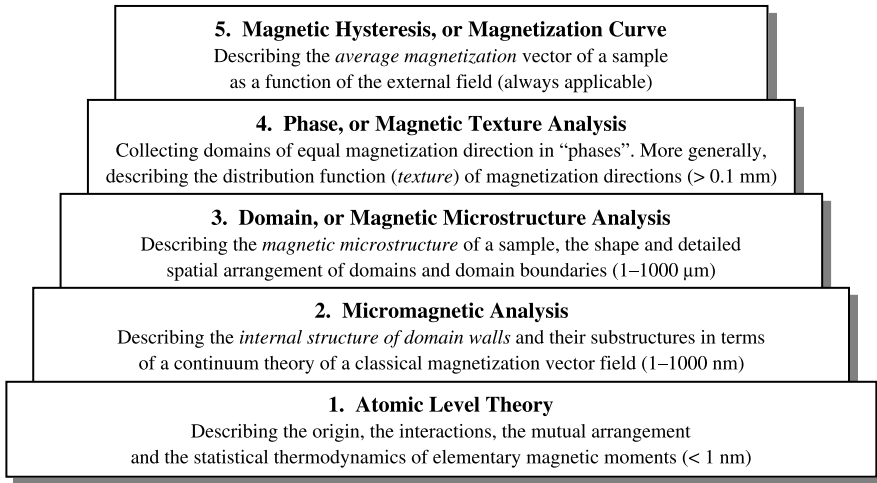 5. Magnetic Hysteresis, or Magnetization Curve
Describing the average magnetization vector of a sample
as a function of the external field (always applicable)
4. Phase, or Magnetic Texture Analysis
Collecting domains of equal magnetization direction in “phases”. More generally,
describing the distribution function (texture) of magnetization directions (> 0.1 mm)
3. Domain, or Magnetic Microstructure Analysis
Describing the magnetic microstructure of a sample, the shape and detailed
spatial arrangement of domains and domain boundaries (1–1000 µm)
2. Micromagnetic Analysis
Describing the internal structure of domain walls and their substructures in terms
of a continuum theory of a classical magnetization vector field (1–1000 nm)
1. Atomic Level Theory
Describing the origin, the interactions, the mutual arrangement
and the statistical thermodynamics of elementary magnetic moments (< 1 nm)